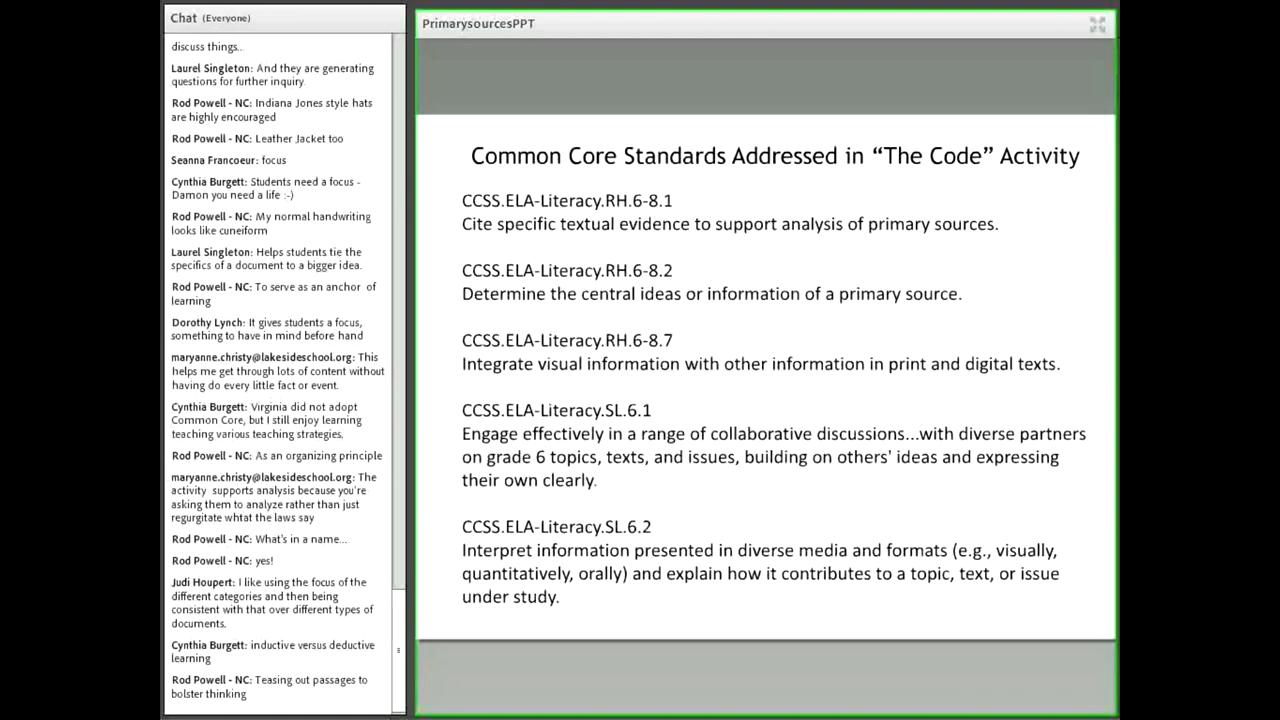 Chat (Everyone)
discuss things..
Laurel Singleton: And they are generating
questions for further inquiry.
Rod Powell - NC: Indiana Jones style hats
are highly encouraged
Rod Powell - NC: Leather Jacket too
Seanna Francoeur: focus
Cynthia Burgett: Students need a focus -
Damon you need a life :-)
Rod Powell - NC: My normal handwriting
looks like cuneiform
Laurel Singleton: Helps students tie the
specifics of a document to a bigger idea.
Rod Powell - NC: To serve as an anchor of
learning
Dorothy Lynch: It gives students a focus,
something to have in mind before hand
maryanne.christy@lakesideschool.org: This
helps me get through lots of content without
having do every little fact or event.
Cynthia Burgett: Virginia did not adopt
Common Core, but I still enjoy learning
teaching various teaching strategies.
Rod Powell - NC: As an organizing principle
maryanne.christy@lakesideschool.org: The
activity supports analysis because you're
asking them to analyze rather than just
regurgitate whtat the laws say
Rod Powell - NC: What's in a name...
Rod Powell - NC: yes!
Judi Houpert: I like using the focus of the
different categories and then being
consistent with that over different types of
documents.
Cynthia Burgett: inductive versus deductive
learning
Rod Powell - NC: Teasing out passages to
bolster thinking
PrimarysourcesPPT
Common Core Standards Addressed in “The Code” Activity
CCSS.ELA-Literacy.RH.6-8.1
Cite specific textual evidence to support analysis of primary sources.
CCSS.ELA-Literacy.RH.6-8.2
Determine the central ideas or information of a primary source.
CCSS.ELA-Literacy.RH.6-8.7
Integrate visual information with other information in print and digital texts.
CCSS.ELA-Literacy.SL.6.1
Engage effectively in a range of collaborative discussions...with diverse partners
on grade 6 topics, texts, and issues, building on others' ideas and expressing
their own clearly.
CCSS.ELA-Literacy.SL.6.2
Interpret information presented in diverse media and formats (e.g., visually,
quantitatively, orally) and explain how it contributes to a topic, text, or issue
under study.